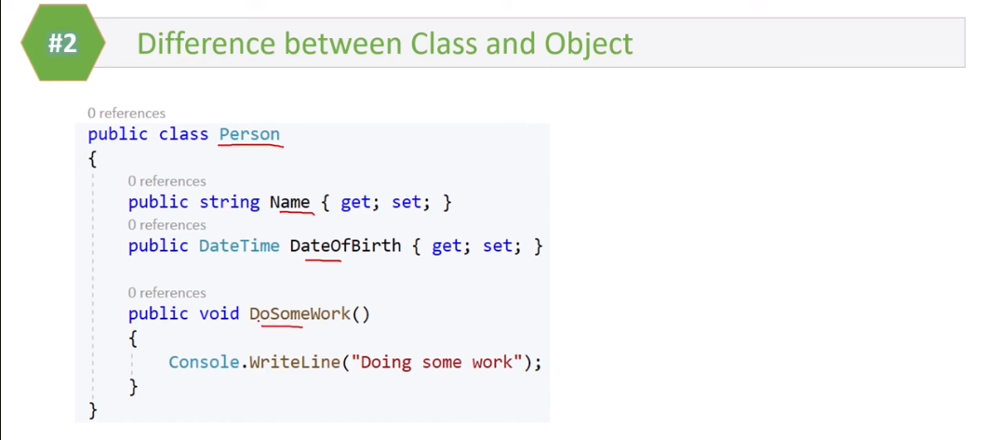 #2
Difference between Class and Object
0 references
public class Person
{
0 references
public string Name { get; set; }
0 references
public DateTime DateOfBirth { get; set; }
0 references
public void DoSomeWork()
{
Console.WriteLine("Doing some work");
}
}